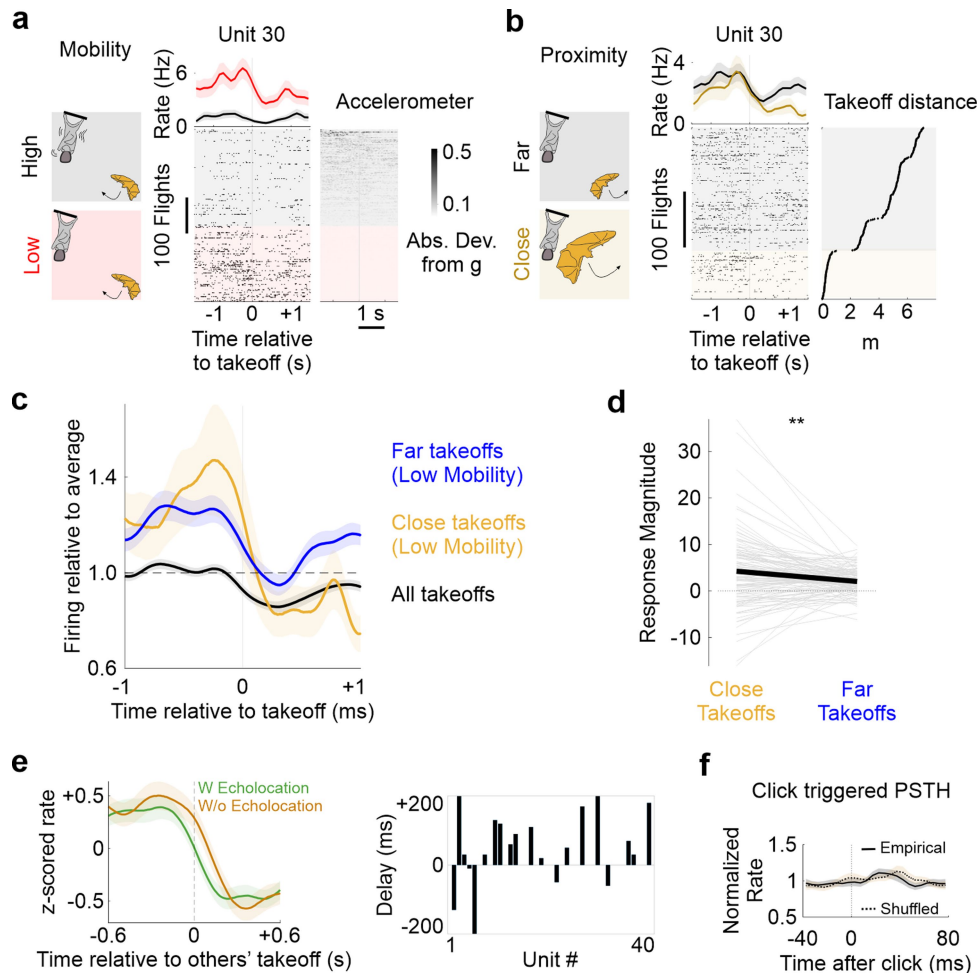 a
Mobility
Unit 30
Rate (Hz)
6
0
Accelerometer
High
Low
100 Flights
0.5
0.1
Abs. Dev.
from g
-1 0 +1
1 s
Time relative
to takeoff (s)
b
Proximity
Unit 30
Rate (Hz)
4
0
Takeoff distance
Far
Close
100 Flights
-1 0 +1
0 2 4 6
Time relative
to takeoff (s)
m
c
Firing relative to average
1.4
1.0
0.6
-1 0 +1
Time relative to takeoff (ms)
Far takeoffs
(Low Mobility)
Close takeoffs
(Low Mobility)
All takeoffs
d
**
Response Magnitude
30
20
10
0
-10
Close
Takeoffs
Far
Takeoffs
e
z-scored rate
+0.5
0
-0.5
W Echolocation
W/o Echolocation
-0.6 0 +0.6
Time relative to others' takeoff (s)
Delay (ms)
+200
0
-200
1 40
Unit #
f
Click triggered PSTH
Normalized
Rate
1.5
1
0.5
Empirical
Shuffled
-40 0 40 80
Time after click (ms)